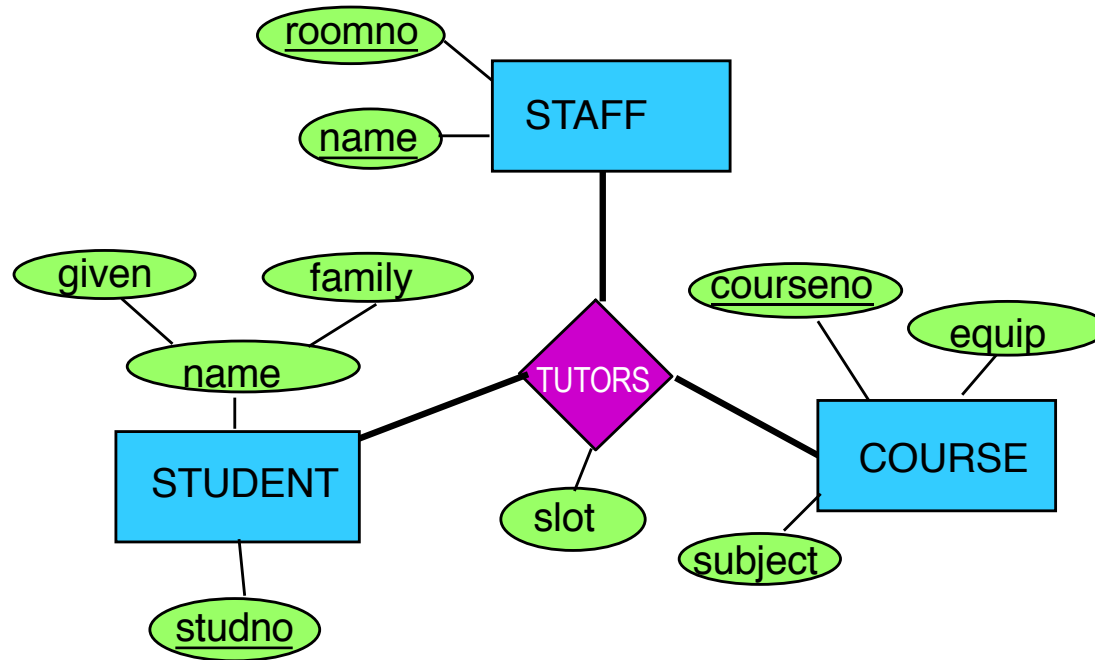 roomno
STAFF
name
given
family
name
courseno
equip
TUTORS
STUDENT
COURSE
slot
subject
studno